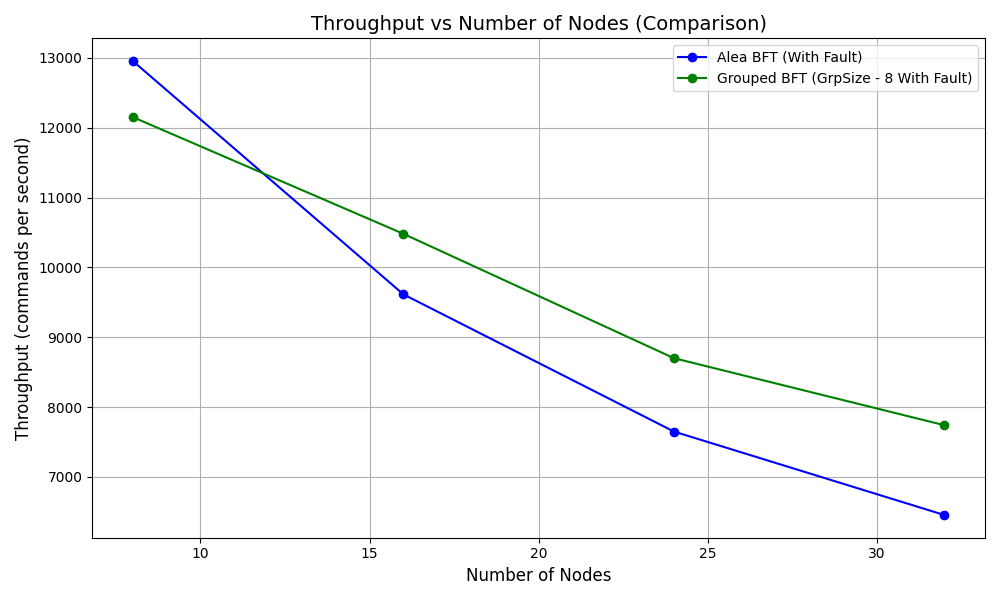 Throughput vs Number of Nodes (Comparison)
Alea BFT (With Fault)
Grouped BFT (GrpSize - 8 With Fault)
Throughput (commands per second)
13000
12000
11000
10000
9000
8000
7000
10
15
20
25
30
Number of Nodes